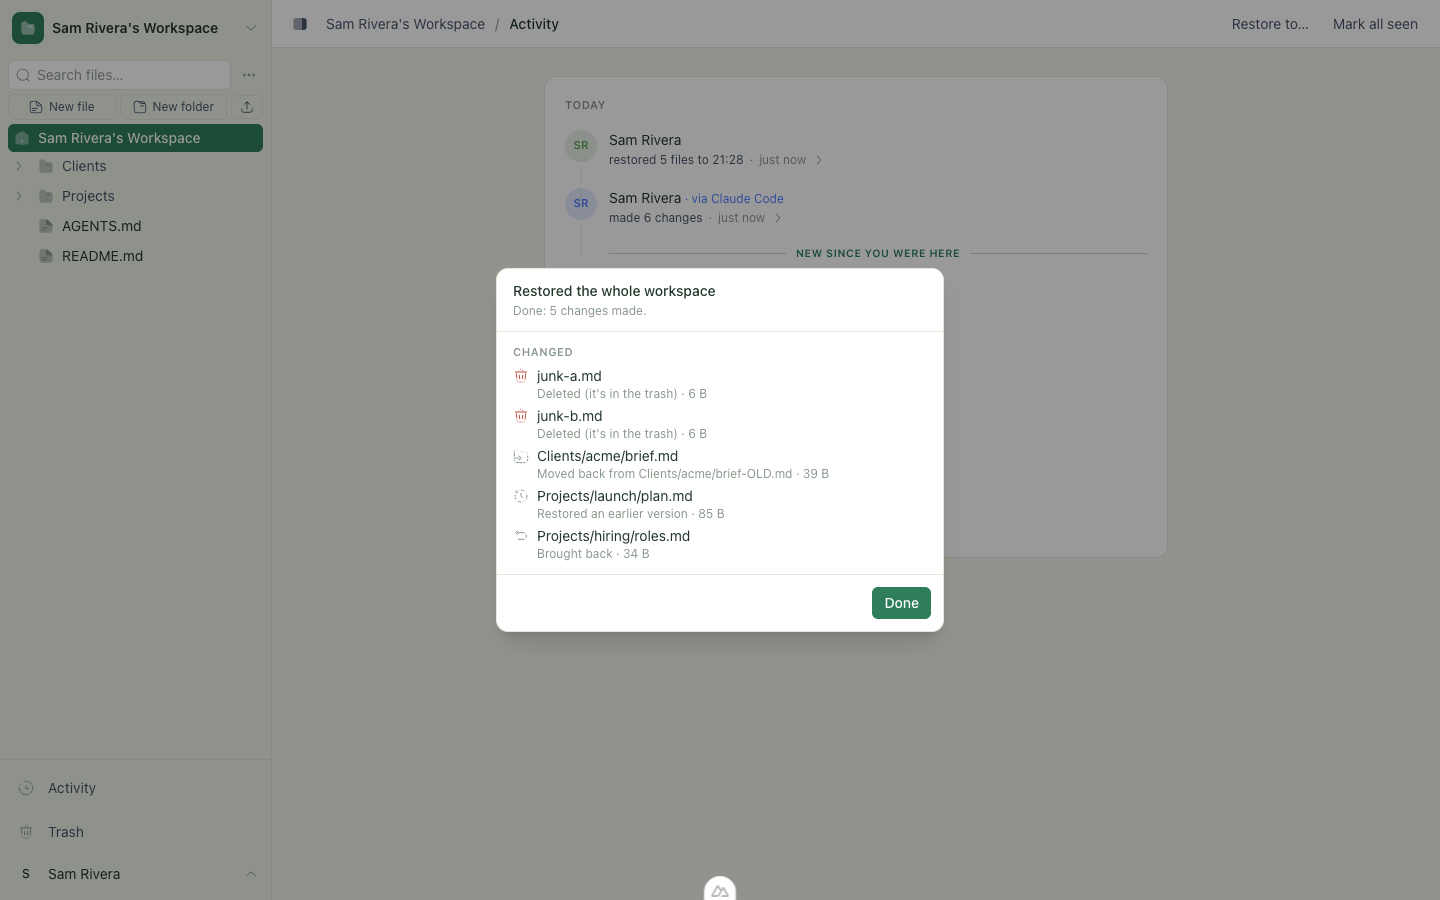 Sam Rivera's Workspace
Search files...
New file
New folder
Sam Rivera's Workspace
Clients
Projects
AGENTS.md
README.md
Activity
Trash
S Sam Rivera
Sam Rivera's Workspace / Activity
Restore to...
Mark all seen
TODAY
SR
Sam Rivera
restored 5 files to 21:28 · just now
SR
Sam Rivera · via Claude Code
made 6 changes · just now
NEW SINCE YOU WERE HERE
Restored the whole workspace
Done: 5 changes made.
CHANGED
junk-a.md
Deleted (it's in the trash) · 6 B
junk-b.md
Deleted (it's in the trash) · 6 B
Clients/acme/brief.md
Moved back from Clients/acme/brief-OLD.md · 39 B
Projects/launch/plan.md
Restored an earlier version · 85 B
Projects/hiring/roles.md
Brought back · 34 B
Done